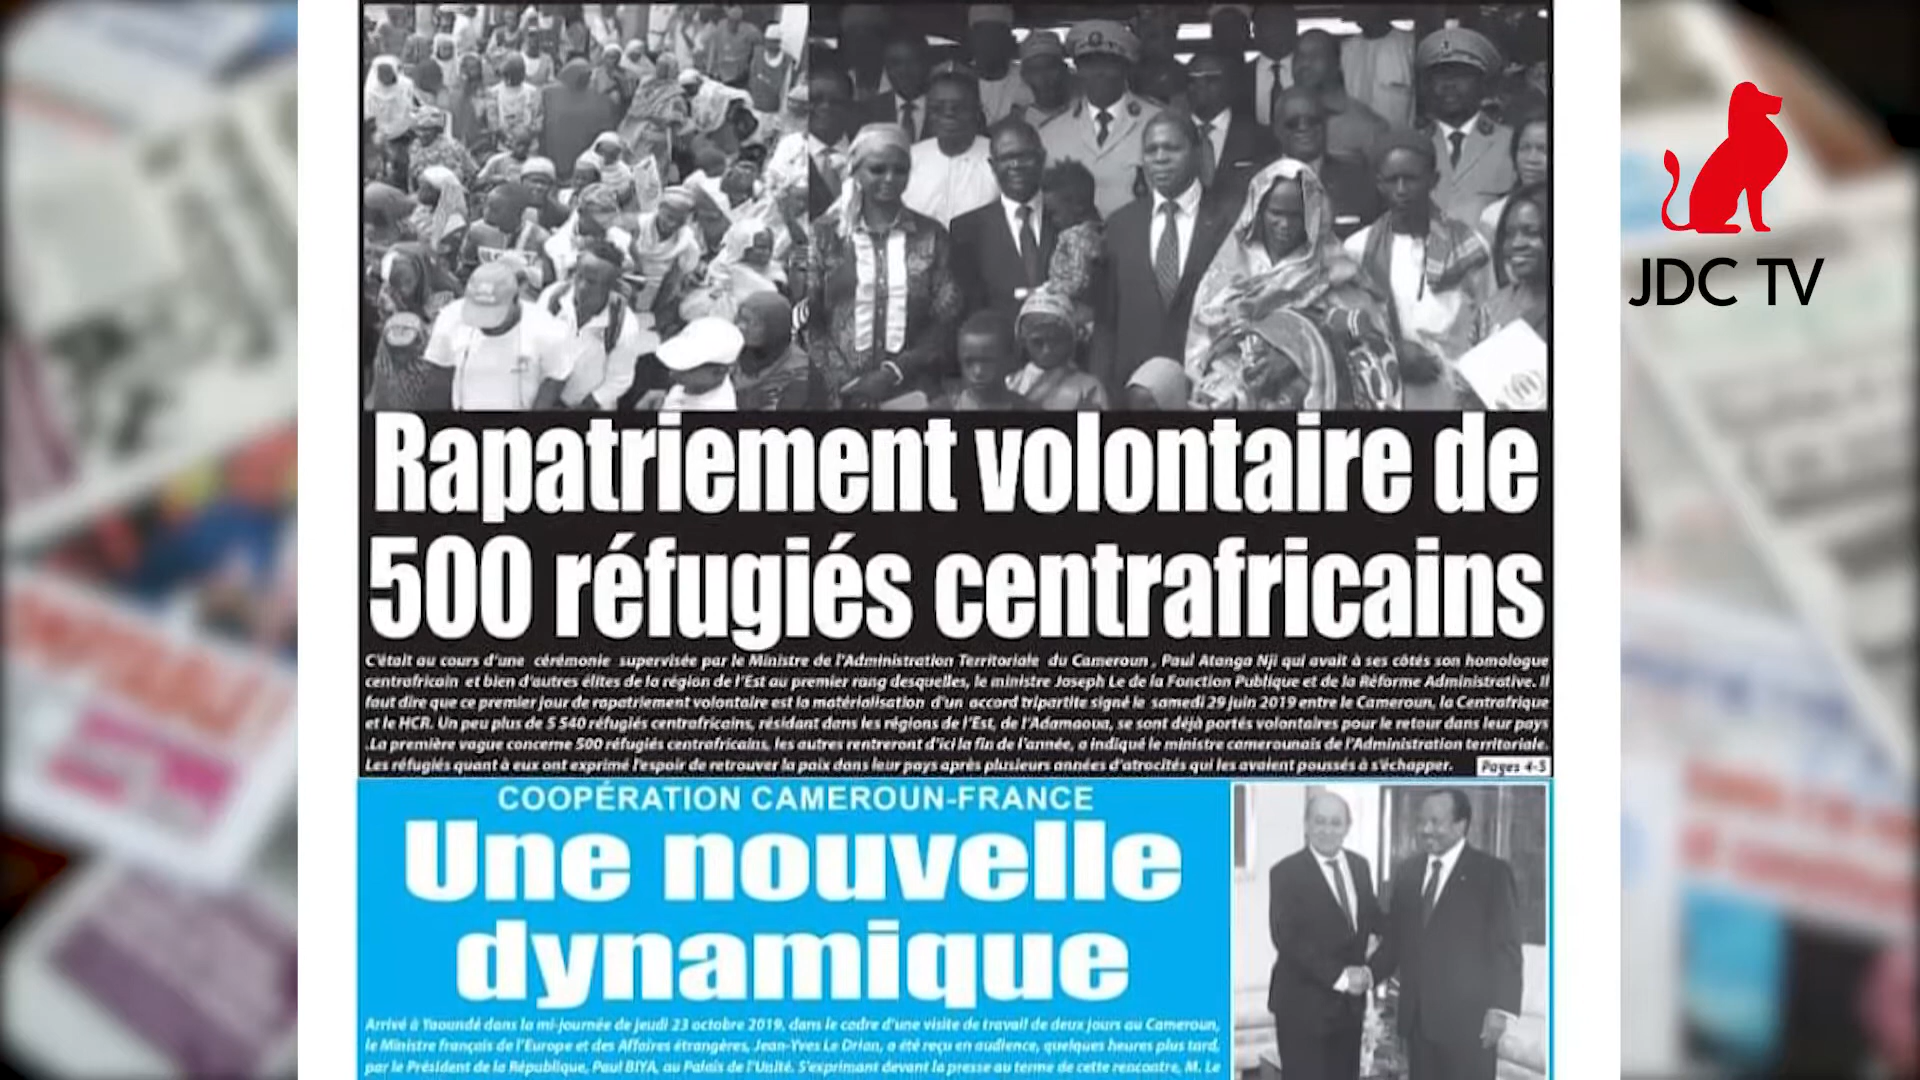 JDC TV
Rapatriement volontaire de
500 réfugiés centrafricains
C'était au cours d'une cérémonie supervisée par le Ministre de l'Administration Territoriale du Cameroun, Paul Atanga Nji qui avait à ses côtés son homologue
centrafricain et bien d'autres élites de la région de l'Est au premier rang desquelles, le ministre Joseph Le de la Fonction Publique et de la Réforme Administrative. Il
faut dire que ce premier jour de rapatriement volontaire est la matérialisation d'un accord tripartite signé le samedi 29 juin 2019 entre le Cameroun, la Centrafrique
et le HCR. Un peu plus de 5 540 réfugiés centrafricains, résidant dans les régions de l'Est, de l'Adamaoua, se sont déjà portés volontaires pour le retour dans leur pays
.La première vague concerne 500 réfugiés centrafricains, les autres rentreront d'ici la fin de l'année, a indiqué le ministre camerounais de l'Administration territoriale.
Les réfugiés quant à eux ont exprimé l'espoir de retrouver la paix dans leur pays après plusieurs années d'atrocités qui les avaient poussés à s'échapper.
Pages 4-5
COOPÉRATION CAMEROUN-FRANCE
Une nouvelle
dynamique
Arrivé à Yaoundé dans la mi-journée de jeudi 23 octobre 2019, dans le cadre d'une visite de travail de deux jours au Cameroun,
le Ministre français de l'Europe et des Affaires étrangères, Jean-Yves Le Drian, a été reçu en audience, quelques heures plus tard,
par le Président de la République, Paul BIYA, au Palais de l'Unité. S'exprimant devant la presse au terme de cette rencontre, M. Le